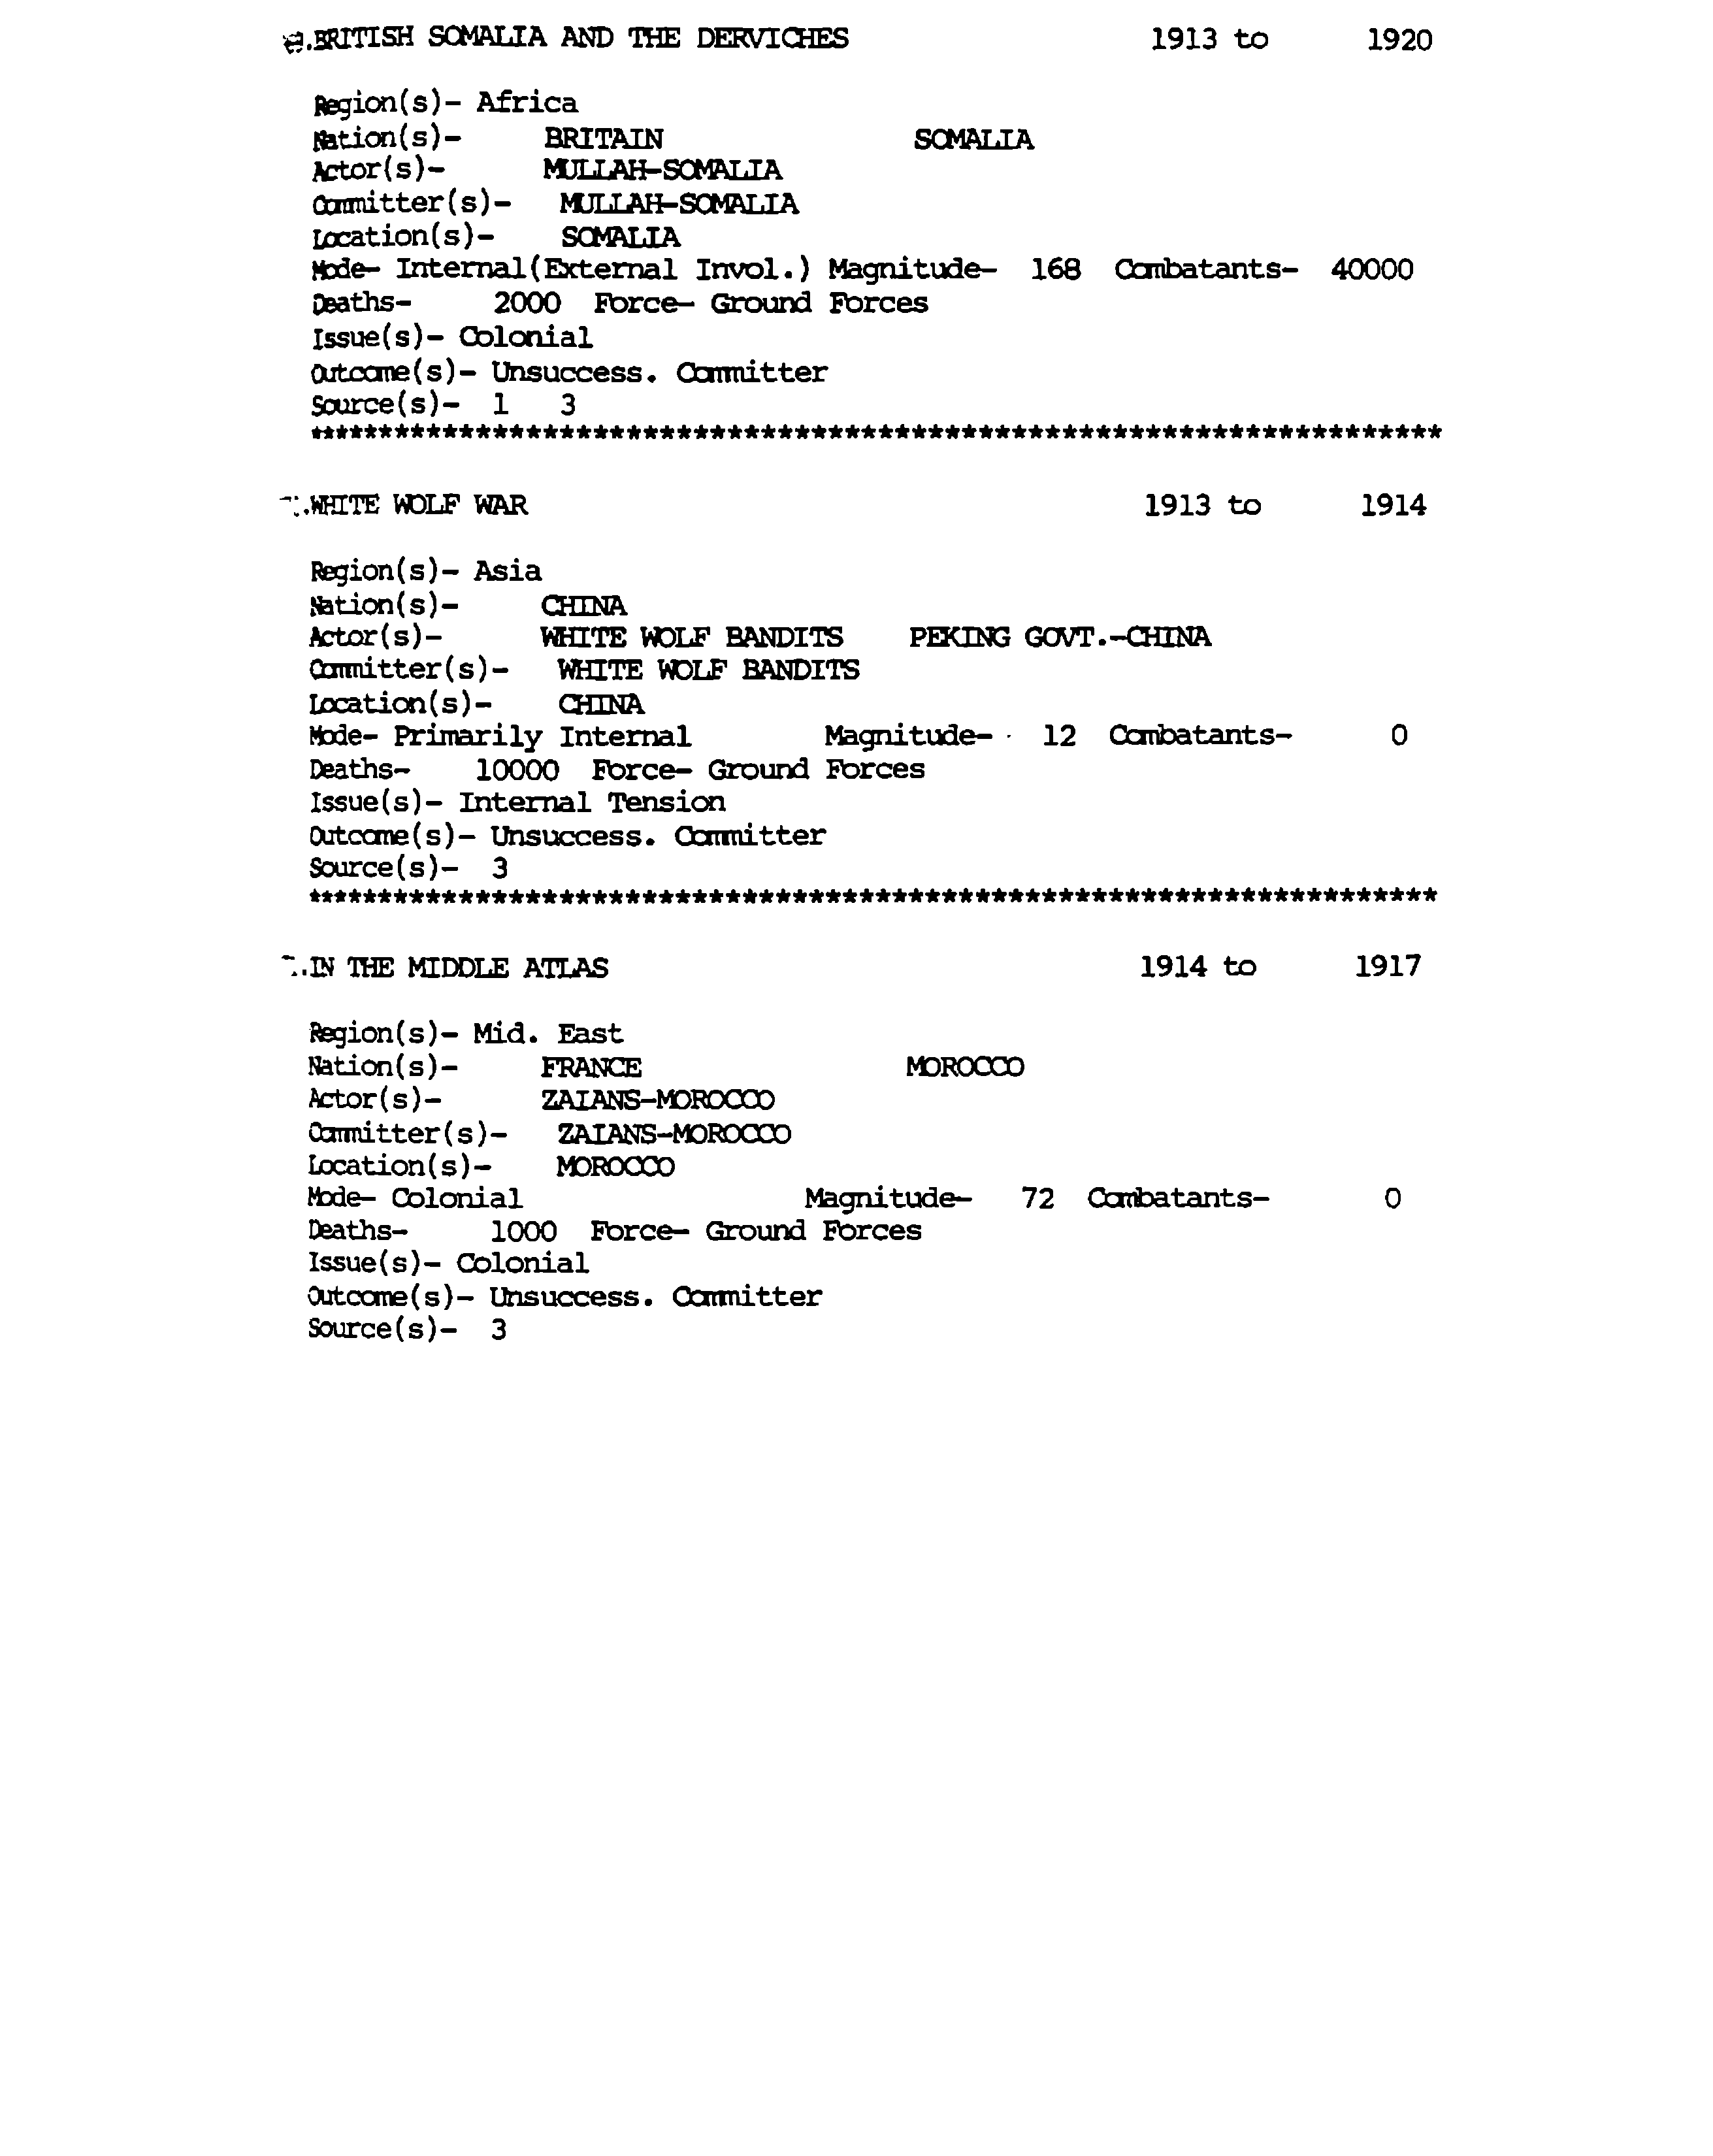 .BRITISH SOMALIA AND THE DERVICHES 1913 to 1920
Region(s)- Africa
Nation(s)- BRITAIN SOMALIA
Actor(s)- MULLAH-SOMALIA
Committer(s)- MULLAH-SOMALIA
Location(s)- SOMALIA
Mode- Internal(External Invol.) Magnitude- 168 Combatants- 40000
Deaths- 2000 Force- Ground Forces
Issue(s)- Colonial
Outcome(s)- Unsuccess. Committer
Source(s)- 1 3
********************************************************************
.WHITE WOLF WAR 1913 to 1914
Region(s)- Asia
Nation(s)- CHINA
Actor(s)- WHITE WOLF BANDITS PEKING GOVT.-CHINA
Committer(s)- WHITE WOLF BANDITS
Location(s)- CHINA
Mode- Primarily Internal Magnitude- 12 Combatants- 0
Deaths- 10000 Force- Ground Forces
Issue(s)- Internal Tension
Outcome(s)- Unsuccess. Committer
Source(s)- 3
********************************************************************
.IN THE MIDDLE ATLAS 1914 to 1917
Region(s)- Mid. East
Nation(s)- FRANCE MOROCCO
Actor(s)- ZAIANS-MOROCCO
Committer(s)- ZAIANS-MOROCCO
Location(s)- MOROCCO
Mode- Colonial Magnitude- 72 Combatants- 0
Deaths- 1000 Force- Ground Forces
Issue(s)- Colonial
Outcome(s)- Unsuccess. Committer
Source(s)- 3